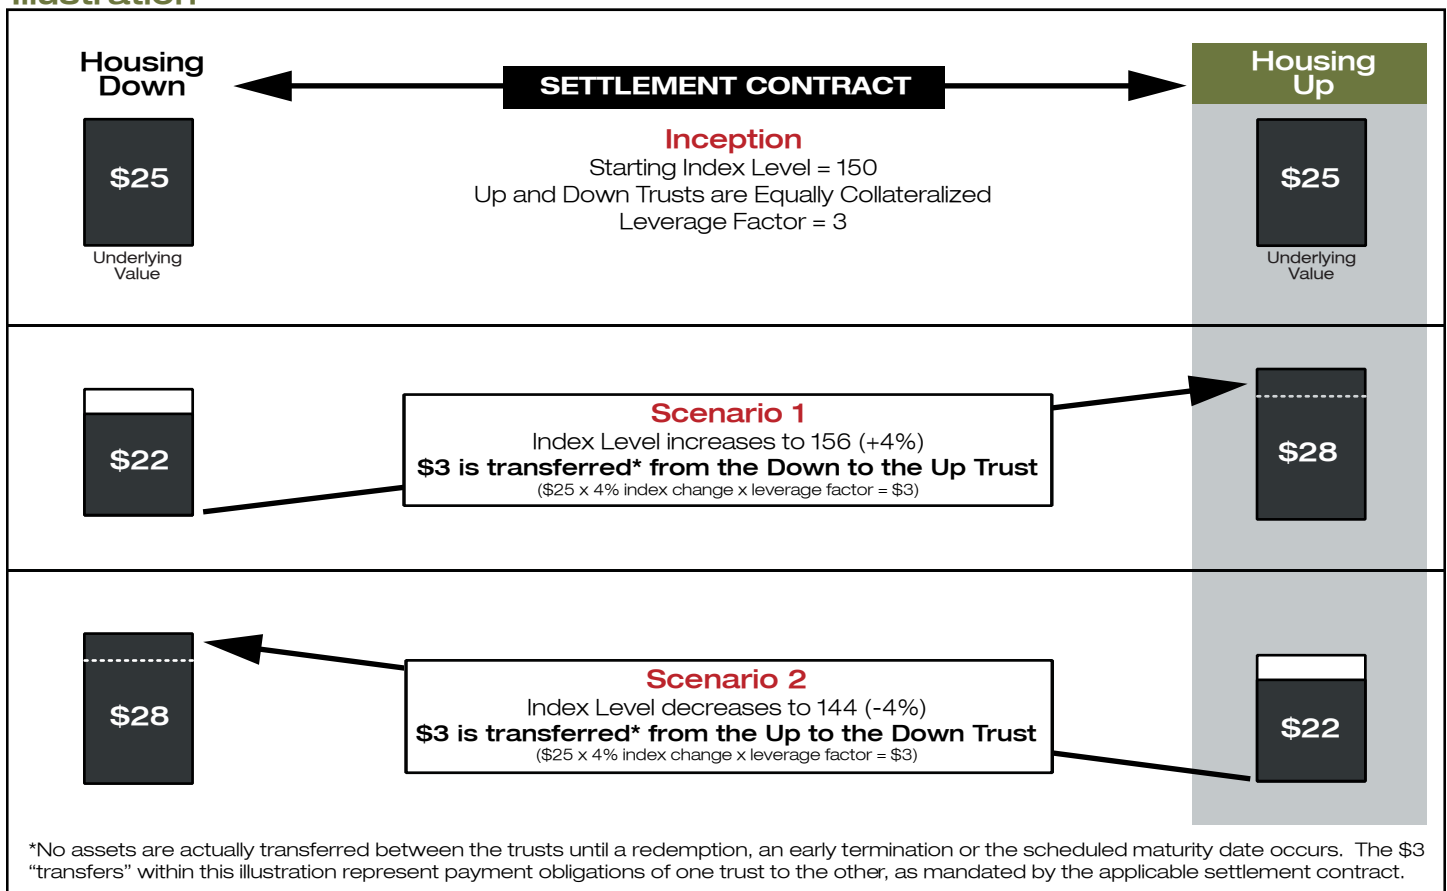 Illustration
Housing
Down
SETTLEMENT CONTRACT
Housing
Up
$25
Underlying
Value
Inception
Starting Index Level = 150
Up and Down Trusts are Equally Collateralized
Leverage Factor = 3
$25
Underlying
Value
$22
Scenario 1
Index Level increases to 156 (+4%)
$3 is transferred* from the Down to the Up Trust
($25 x 4% index change x leverage factor = $3)
$28
$28
Scenario 2
Index Level decreases to 144 (-4%)
$3 is transferred* from the Up to the Down Trust
($25 x 4% index change x leverage factor = $3)
$22
*No assets are actually transferred between the trusts until a redemption, an early termination or the scheduled maturity date occurs.  The $3
“transfers” within this illustration represent payment obligations of one trust to the other, as mandated by the applicable settlement contract.